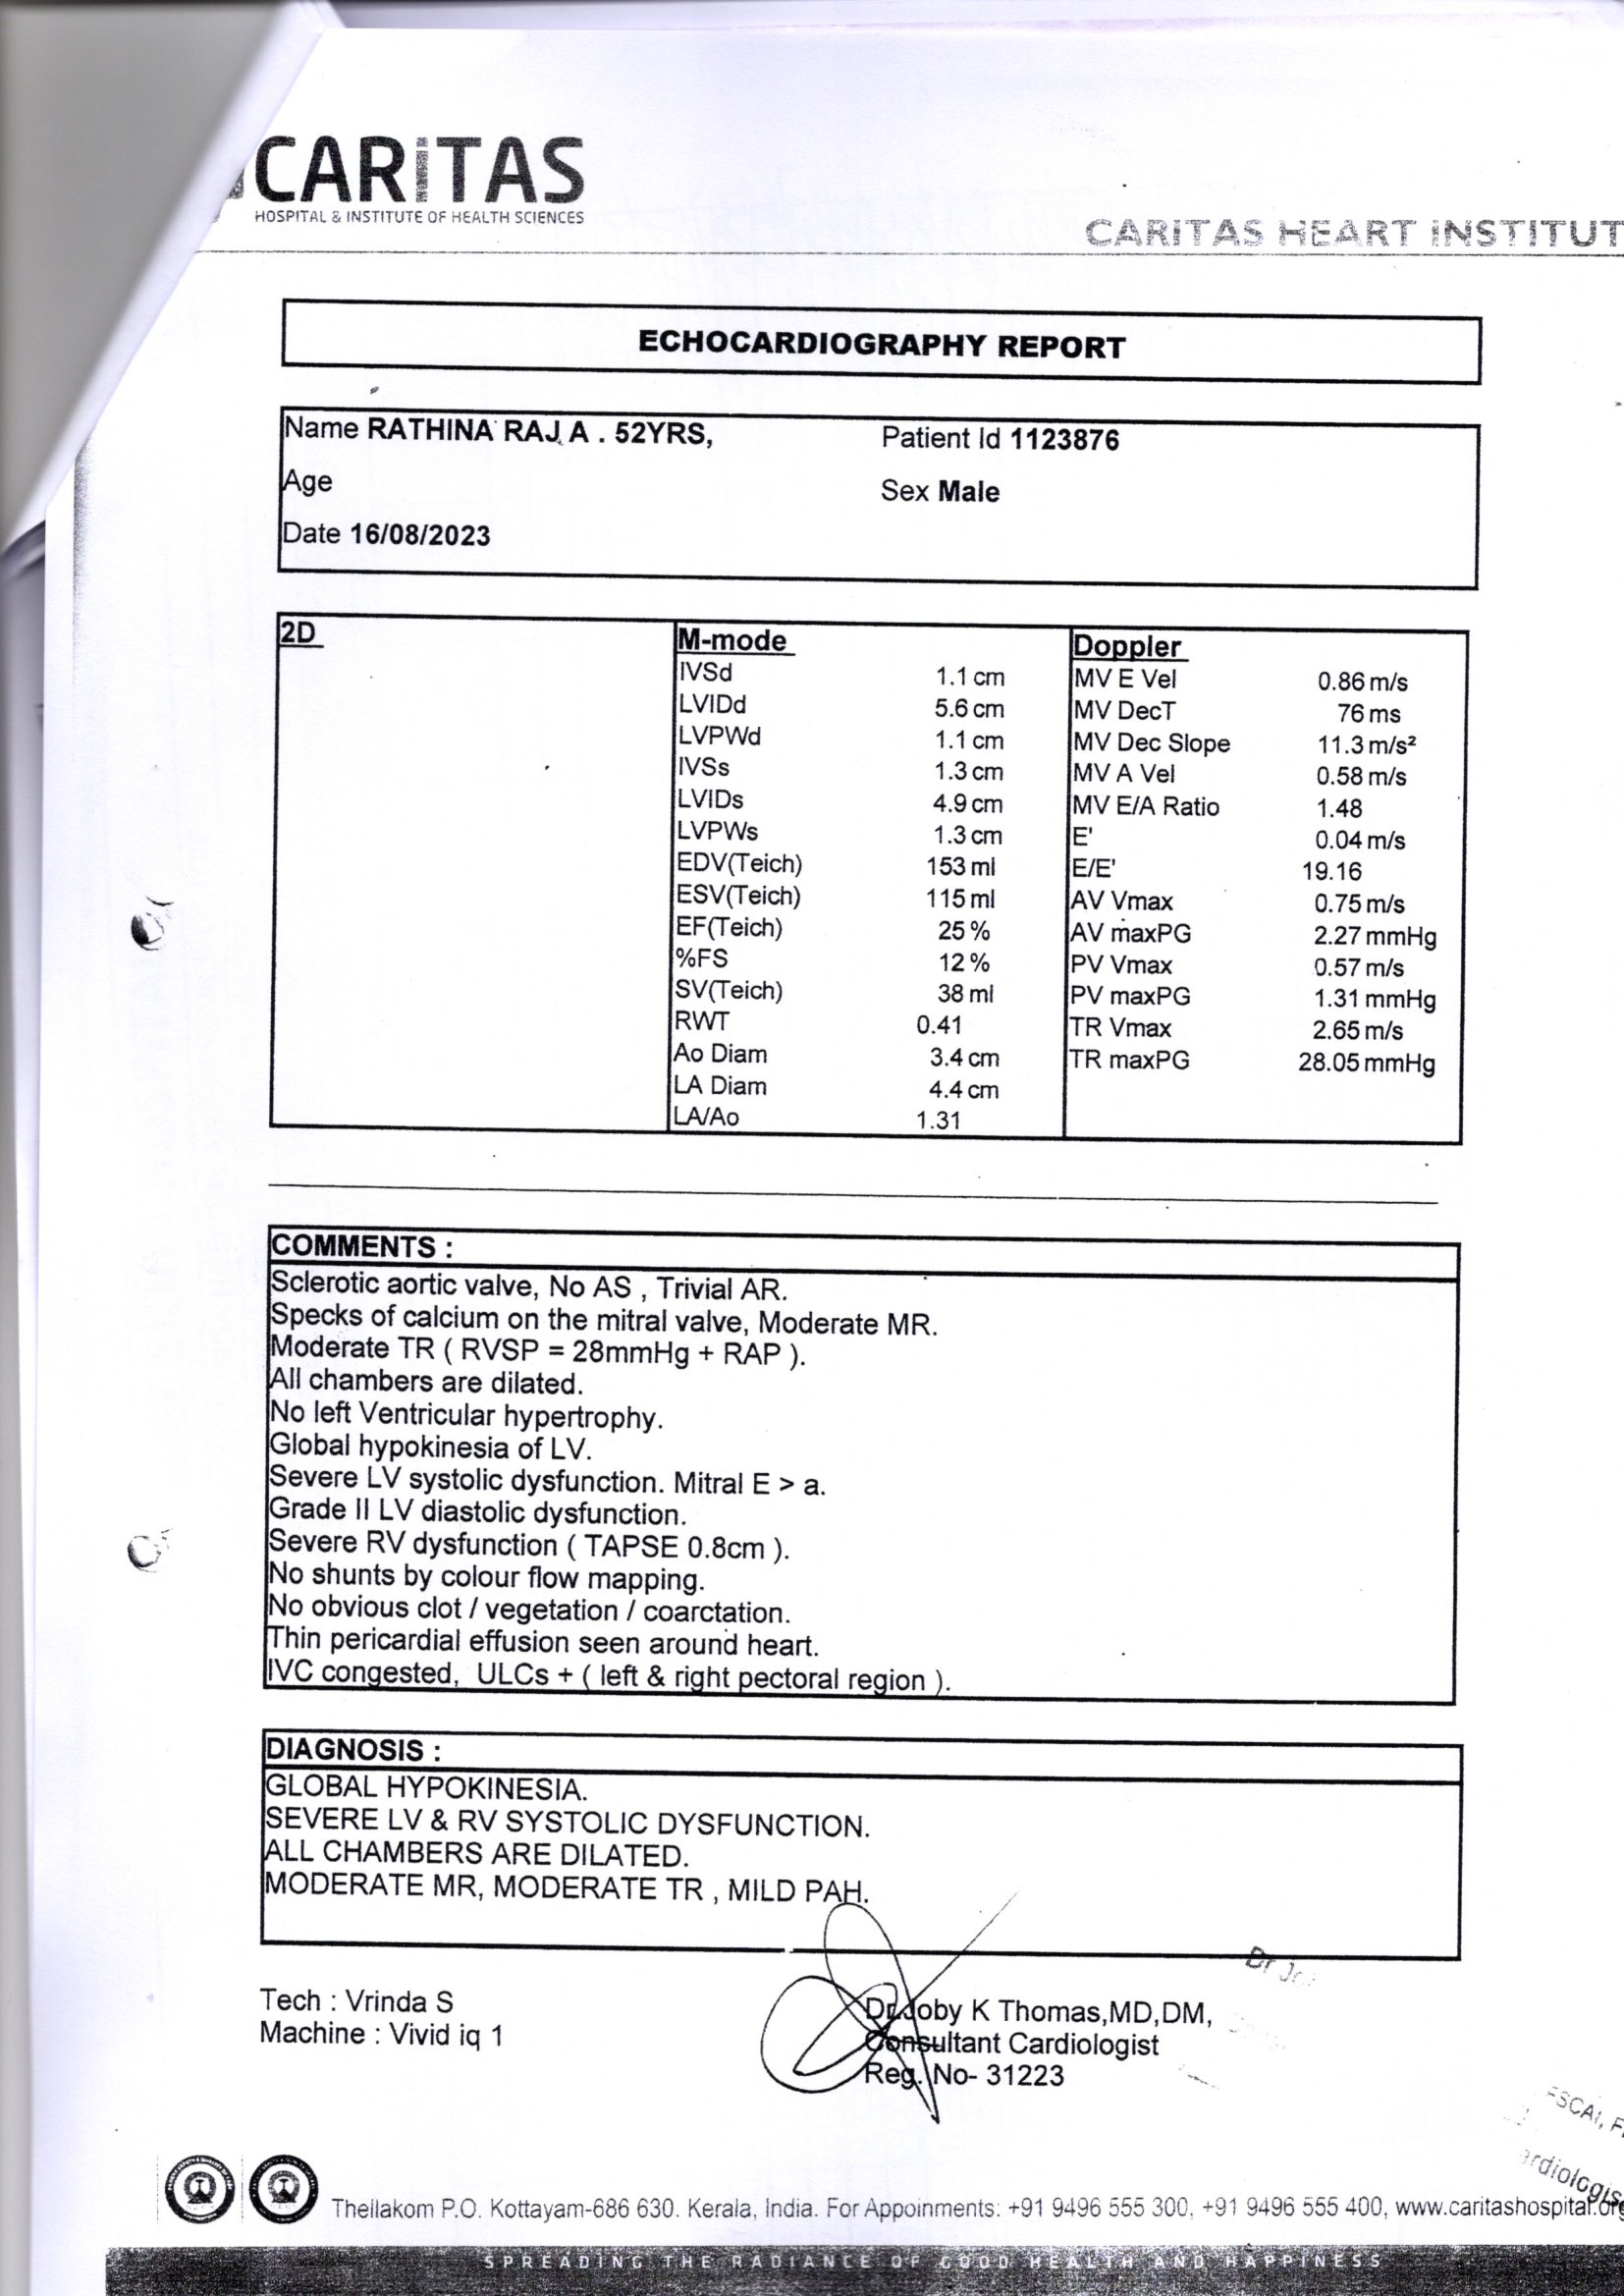 CARiTAS
HOSPITAL & INSTITUTE OF HEALTH SCIENCES
CARiTAS HEART iNSTITUT
ECHOCARDIOGRAPHY REPORT
Name RATHINA RAJ A . 52YRS, Patient Id 1123876
Age Sex Male
Date 16/08/2023
2D
M-mode
IVSd 1.1 cm
LVIDd 5.6 cm
LVPWd 1.1 cm
IVSs 1.3 cm
LVIDs 4.9 cm
LVPWs 1.3 cm
EDV(Teich) 153 ml
ESV(Teich) 115 ml
EF(Teich) 25 %
%FS 12 %
SV(Teich) 38 ml
RWT 0.41
Ao Diam 3.4 cm
LA Diam 4.4 cm
LA/Ao 1.31
Doppler
MV E Vel 0.86 m/s
MV DecT 76 ms
MV Dec Slope 11.3 m/s²
MV A Vel 0.58 m/s
MV E/A Ratio 1.48
E' 0.04 m/s
E/E' 19.16
AV Vmax 0.75 m/s
AV maxPG 2.27 mmHg
PV Vmax 0.57 m/s
PV maxPG 1.31 mmHg
TR Vmax 2.65 m/s
TR maxPG 28.05 mmHg
COMMENTS :
Sclerotic aortic valve, No AS , Trivial AR.
Specks of calcium on the mitral valve, Moderate MR.
Moderate TR ( RVSP = 28mmHg + RAP ).
All chambers are dilated.
No left Ventricular hypertrophy.
Global hypokinesia of LV.
Severe LV systolic dysfunction. Mitral E > a.
Grade II LV diastolic dysfunction.
Severe RV dysfunction ( TAPSE 0.8cm ).
No shunts by colour flow mapping.
No obvious clot / vegetation / coarctation.
Thin pericardial effusion seen around heart.
IVC congested, ULCs + ( left & right pectoral region ).
DIAGNOSIS :
GLOBAL HYPOKINESIA.
SEVERE LV & RV SYSTOLIC DYSFUNCTION.
ALL CHAMBERS ARE DILATED.
MODERATE MR, MODERATE TR , MILD PAH.
Tech : Vrinda S
Machine : Vivid iq 1
Dr.Joby K Thomas,MD,DM,
Consultant Cardiologist
Reg. No- 31223
Dr
FSCAI, F
ardiologis
Thellakom P.O. Kottayam-686 630. Kerala, India. For Appoinments: +91 9496 555 300, +91 9496 555 400, www.caritashospital.org
SPREADING THE RADIANCE OF GOOD HEALTH AND HAPPINESS